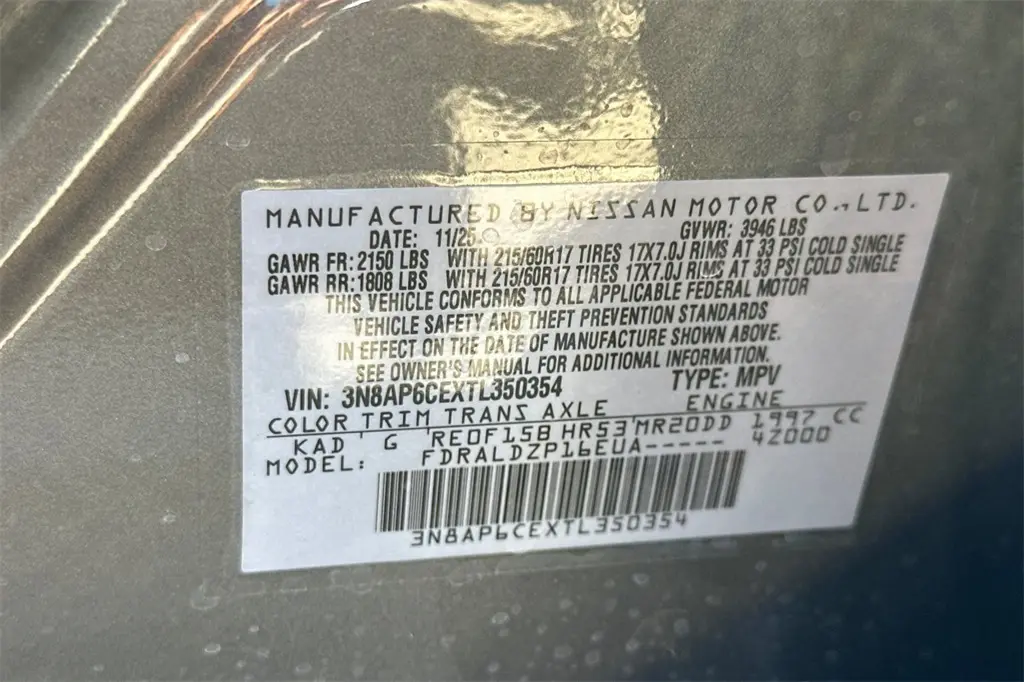 MANUFACTURED BY NISSAN MOTOR CO.,LTD.
DATE: 11/25 GVWR: 3946 LBS
GAWR FR: 2150 LBS WITH 215/60R17 TIRES 17X7.0J RIMS AT 33 PSI COLD SINGLE
GAWR RR: 1808 LBS WITH 215/60R17 TIRES 17X7.0J RIMS AT 33 PSI COLD SINGLE
THIS VEHICLE CONFORMS TO ALL APPLICABLE FEDERAL MOTOR
VEHICLE SAFETY AND THEFT PREVENTION STANDARDS
IN EFFECT ON THE DATE OF MANUFACTURE SHOWN ABOVE.
SEE OWNER'S MANUAL FOR ADDITIONAL INFORMATION.
VIN: 3N8AP6CEXTL350354 TYPE: MPV
COLOR TRIM TRANS AXLE ENGINE
KAD G RE0F15B HR53 MR20DD 1997 CC
MODEL: FDRALDZP16EUA----- 4Z000
3N8AP6CEXTL350354